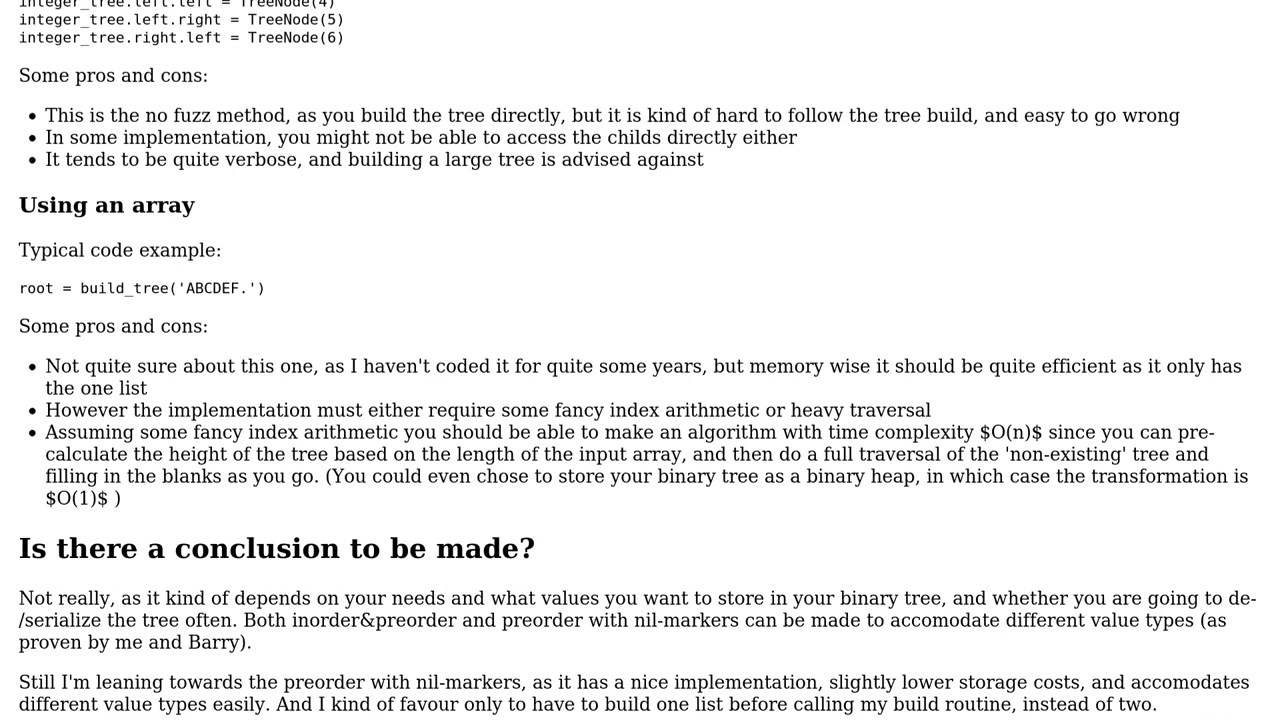 integer_tree.left.left = TreeNode(4)
integer_tree.left.right = TreeNode(5)
integer_tree.right.left = TreeNode(6)
Some pros and cons:
• This is the no fuzz method, as you build the tree directly, but it is kind of hard to follow the tree build, and easy to go wrong
• In some implementation, you might not be able to access the childs directly either
• It tends to be quite verbose, and building a large tree is advised against
Using an array
Typical code example:
root = build_tree('ABCDEF.')
Some pros and cons:
• Not quite sure about this one, as I haven't coded it for quite some years, but memory wise it should be quite efficient as it only has
the one list
• However the implementation must either require some fancy index arithmetic or heavy traversal
• Assuming some fancy index arithmetic you should be able to make an algorithm with time complexity $O(n)$ since you can pre-
calculate the height of the tree based on the length of the input array, and then do a full traversal of the 'non-existing' tree and
filling in the blanks as you go. (You could even chose to store your binary tree as a binary heap, in which case the transformation is
$O(1)$ )
Is there a conclusion to be made?
Not really, as it kind of depends on your needs and what values you want to store in your binary tree, and whether you are going to de-
/serialize the tree often. Both inorder&preorder and preorder with nil-markers can be made to accomodate different value types (as
proven by me and Barry).
Still I'm leaning towards the preorder with nil-markers, as it has a nice implementation, slightly lower storage costs, and accomodates
different value types easily. And I kind of favour only to have to build one list before calling my build routine, instead of two.